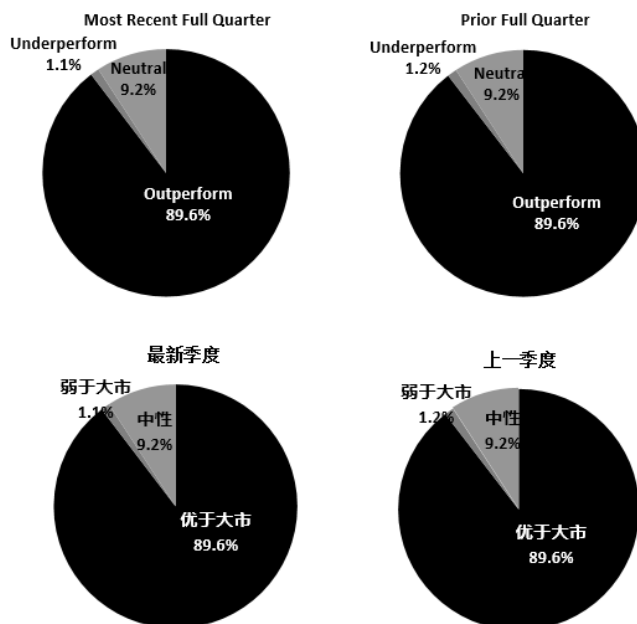 Most Recent Full Quarter
Underperform
1.1%
Neutral
9.2%
Outperform
89.6%
Prior Full Quarter
Underperform
1.2%
Neutra
9.2%
Outperform
89.6%
最新季度
弱于大市
1.1%
中性
9.2%
优于大市
89.6%
上一季度
弱于大市
1.2%
中性
9.2%
优于大市
89.6%